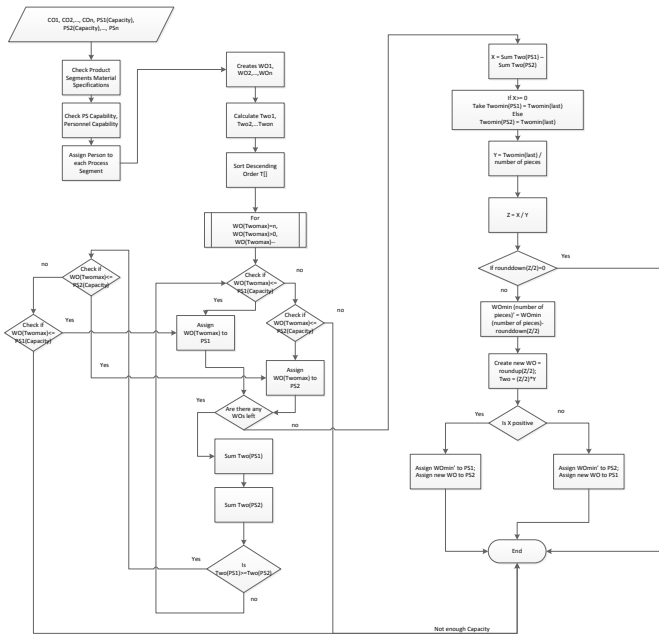 CO1, CO2,..., COn, PS1(Capacity),
PS2(Capacity),..., PSn
Check Product
Segments Material
Specifications
Check PS Capability,
Personnel Capability
Assign Person to
each Process
Segment
Creates WO1,
WO2,...,WOn
Calculate Two1,
Two2,...Twon
Sort Descending
Order T[]
For
WO(Twomax)=n,
WO(Twomax)>0,
WO(Twomax)--
no
Check if
WO(Twomax)<=
PS2(Capacity)
no
Check if
WO(Twomax)<=
PS1(Capacity)
Yes
Yes
Check if
WO(Twomax)<=
PS1(Capacity)
no
Yes
Check if
WO(Twomax)<=
PS2(Capacity)
no
Assign
WO(Twomax) to
PS1
Assign
WO(Twomax) to
PS2
Yes
Are there any
WOs left
no
Sum Two(PS1)
Sum Two(PS2)
Yes
Is
Two(PS1)>=Two(PS2)
no
X = Sum Two(PS1) –
Sum Two(PS2)
If X>= 0
Take Twomin(PS1) = Twomin(last)
Else
Twomin(PS2) = Twomin(last)
Y = Twomin(last) /
number of pieces
Z = X / Y
If rounddown(Z/2)=0
Yes
no
WOmin (number of
pieces)' = WOmin
(number of pieces)-
rounddown(Z/2)
Create new WO =
roundup(Z/2);
Two = (Z/2)*Y
Yes
Is X positive
no
Assign WOmin' to PS1;
Assign new WO to PS2
Assign WOmin' to PS2;
Assign new WO to PS1
End
Not enough Capacity